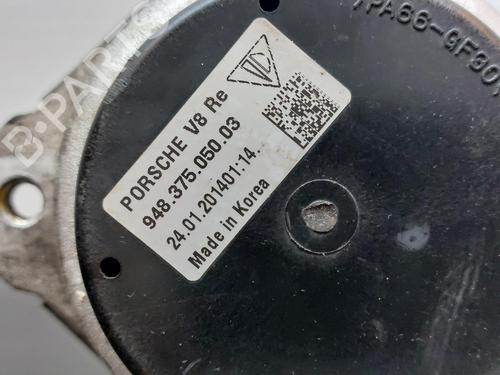 PORSCHE V8 Re
948.375.050.03
24.01.201401:14...
Made in Korea
B-PARTS